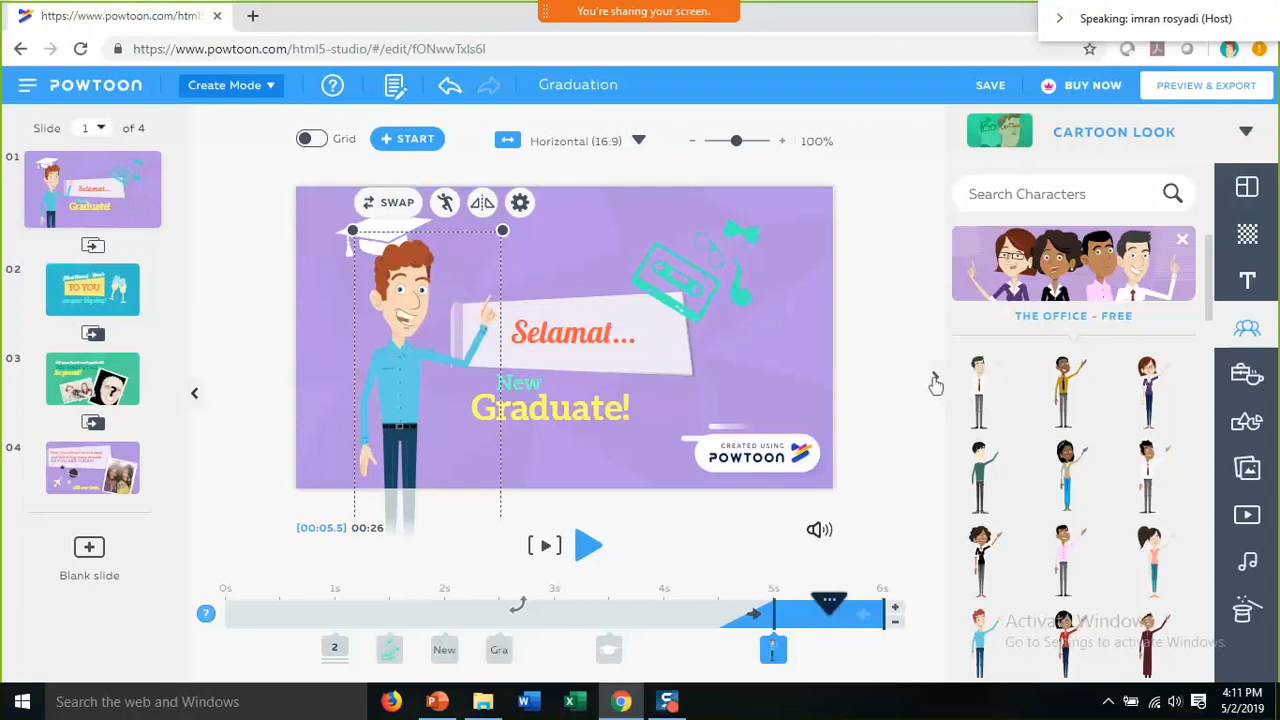 https://www.powtoon.com/html5
You're sharing your screen.
Speaking: imran rosyadi (Host)
https://www.powtoon.com/html5-studio/#/edit/fONwwTxIs6I
POWTOON
Create Mode
Graduation
SAVE
BUY NOW
PREVIEW & EXPORT
Slide 1 of 4
Grid
+ START
Horizontal (16:9)
- + 100%
CARTOON LOOK
01
Selamat...
Graduate!
SWAP
Search Characters
THE OFFICE - FREE
02
TO YOU
03
04
Selamat...
New
Graduate!
CREATED USING
POWTOON
[00:05.5] 00:26
Blank slide
0s 1s 2s 3s 4s 5s 6s
?
2 New Gra
Activate Windows
Go to Settings to activate Windows.
Search the web and Windows
4:11 PM
5/2/2019